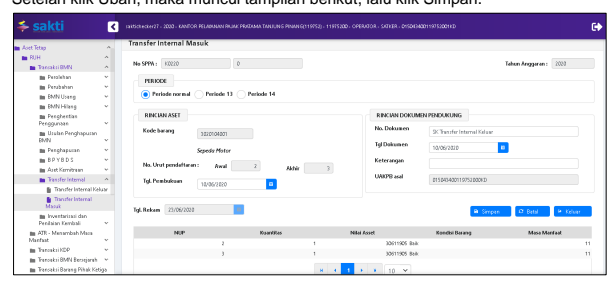 Setelah klik Ubah, maka muncul tampilan berikut, lalu klik Simpan.
sakti
saktichecker27 - 2020 - KANTOR PELAYANAN PAJAK PRATAMA TANJUNG PINANG(119752) - 119752000 - OPERATOR - SATKER - 015043400119752000KD
Aset Tetap
RUH
Transaksi BMN
Perolehan
Perubahan
BMN Usang
BMN Hilang
Penghentian
Penggunaan
Usulan Penghapusan
BMN
Penghapusan
B P Y B D S
Aset Kemitraan
Transfer Internal
Transfer Internal Keluar
Transfer Internal
Masuk
Inventarisasi dan
Penilaian Kembali
ATR - Menambah Masa
Manfaat
Transaksi KDP
Transaksi BMN Bersejarah
Transaksi Barang Pihak Ketiga
Transfer Internal Masuk
No SPPA : K0220 0 Tahun Anggaran : 2020
PERIODE
Periode normal Periode 13 Periode 14
RINCIAN ASET
Kode barang 3020104001
Sepeda Motor
No. Urut pendaftaran : Awal 2 Akhir 3
Tgl. Pembukuan 10/06/2020
RINCIAN DOKUMEN PENDUKUNG
No. Dokumen SK Transfer Internal Keluar
Tgl Dokumen 10/06/2020
Keterangan
UAKPB asal
Tgl. Rekam 23/06/2020
Simpan Batal Keluar
NUP Kuantitas Nilai Asset Kondisi Barang Masa Manfaat
2 1 30611905 Baik 11
3 1 30611905 Baik 11
1 10